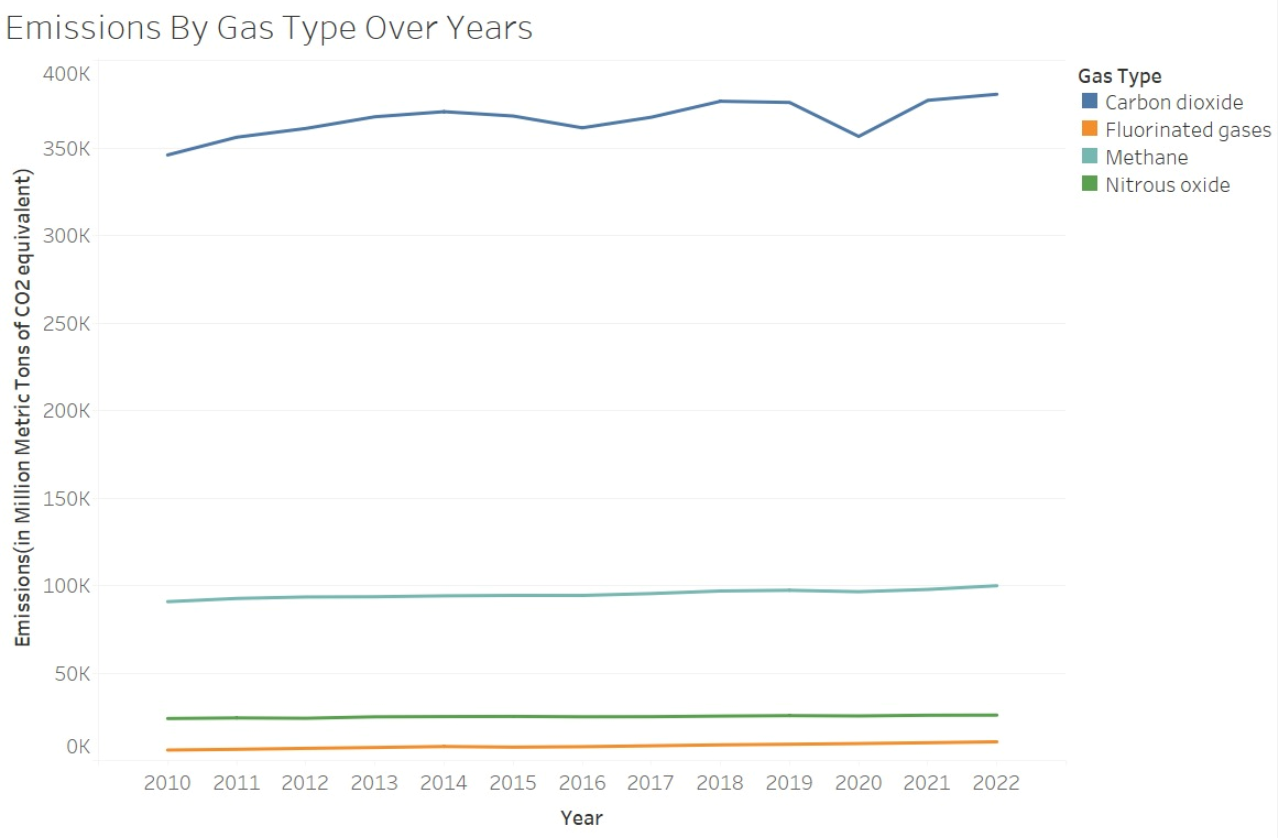 Emissions By Gas Type Over Years
400K
350K
300K
250K
200K
150K
100K
50K
0K
Emissions(in Million Metric Tons of CO2 equivalent)
2010 2011 2012 2013 2014 2015 2016 2017 2018 2019 2020 2021 2022
Year
Gas Type
Carbon dioxide
Fluorinated gases
Methane
Nitrous oxide